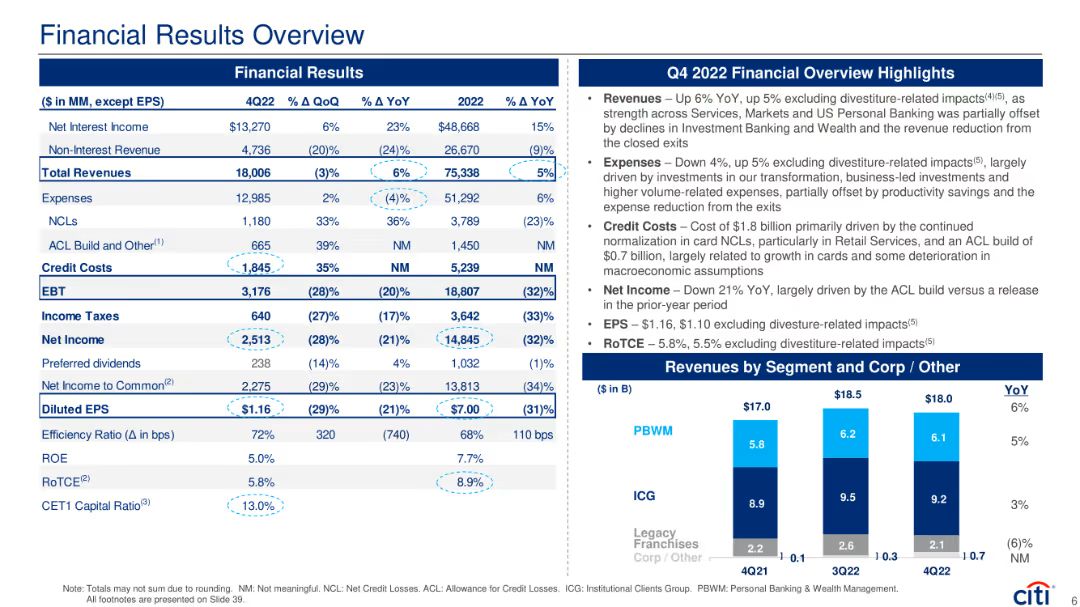 Financial Results Overview
Financial Results
($ in MM, except EPS) 4Q22 % Δ QoQ % Δ YoY 2022 % Δ YoY
Net Interest Income $13,270 6% 23% $48,668 15%
Non-Interest Revenue 4,736 (20)% (24)% 26,670 (9)%
Total Revenues 18,006 (3)% 6% 75,338 5%
Expenses 12,985 2% (4)% 51,292 6%
NCLs 1,180 33% 36% 3,789 (23)%
ACL Build and Other(1) 665 39% NM 1,450 NM
Credit Costs 1,845 35% NM 5,239 NM
EBT 3,176 (28)% (20)% 18,807 (32)%
Income Taxes 640 (27)% (17)% 3,642 (33)%
Net Income 2,513 (28)% (21)% 14,845 (32)%
Preferred dividends 238 (14)% 4% 1,032 (1)%
Net Income to Common(2) 2,275 (29)% (23)% 13,813 (34)%
Diluted EPS $1.16 (29)% (21)% $7.00 (31)%
Efficiency Ratio (Δ in bps) 72% 320 (740) 68% 110 bps
ROE 5.0% 7.7%
RoTCE(2) 5.8% 8.9%
CET1 Capital Ratio(3) 13.0%
Q4 2022 Financial Overview Highlights
• Revenues – Up 6% YoY, up 5% excluding divestiture-related impacts(4)(5), as
strength across Services, Markets and US Personal Banking was partially offset
by declines in Investment Banking and Wealth and the revenue reduction from
the closed exits
• Expenses – Down 4%, up 5% excluding divestiture-related impacts(5), largely
driven by investments in our transformation, business-led investments and
higher volume-related expenses, partially offset by productivity savings and the
expense reduction from the exits
• Credit Costs – Cost of $1.8 billion primarily driven by the continued
normalization in card NCLs, particularly in Retail Services, and an ACL build of
$0.7 billion, largely related to growth in cards and some deterioration in
macroeconomic assumptions
• Net Income – Down 21% YoY, largely driven by the ACL build versus a release
in the prior-year period
• EPS – $1.16, $1.10 excluding divesture-related impacts(5)
• RoTCE – 5.8%, 5.5% excluding divestiture-related impacts(5)
Revenues by Segment and Corp / Other
($ in B) YoY
$17.0 $18.5 $18.0 6%
PBWM 5.8 6.2 6.1 5%
ICG 8.9 9.5 9.2 3%
Legacy
Franchises 2.2 2.6 2.1 (6)%
Corp / Other 0.1 0.3 0.7 NM
4Q21 3Q22 4Q22
Note: Totals may not sum due to rounding. NM: Not meaningful. NCL: Net Credit Losses. ACL: Allowance for Credit Losses. ICG: Institutional Clients Group. PBWM: Personal Banking & Wealth Management.
All footnotes are presented on Slide 39.
citi
6